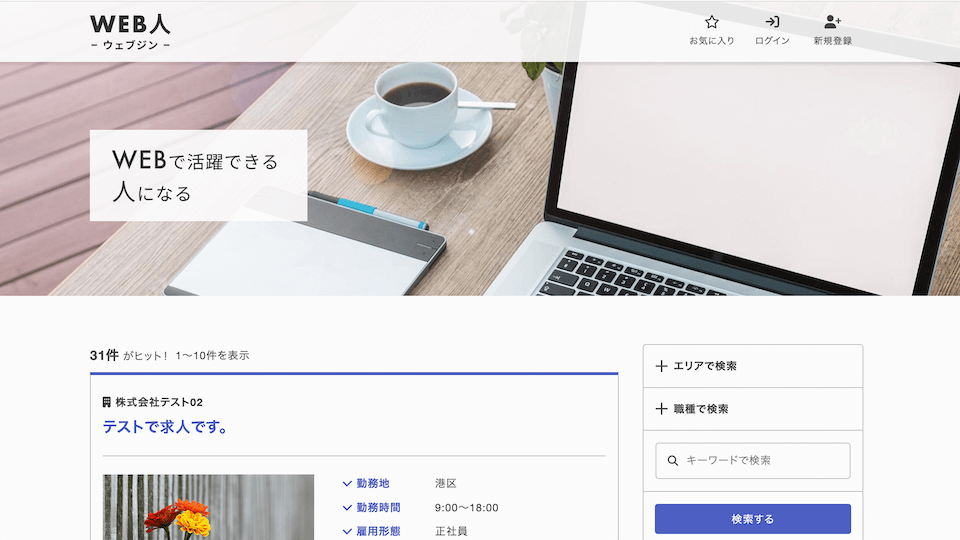 WEB人
− ウェブジン −
お気に入り
ログイン
新規登録
WEBで活躍できる
人になる
31件 がヒット！ 1〜10件を表示
株式会社テスト02
テストで求人です。
勤務地 港区
勤務時間 9:00〜18:00
雇用形態 正社員
エリアで検索
職種で検索
キーワードで検索
検索する